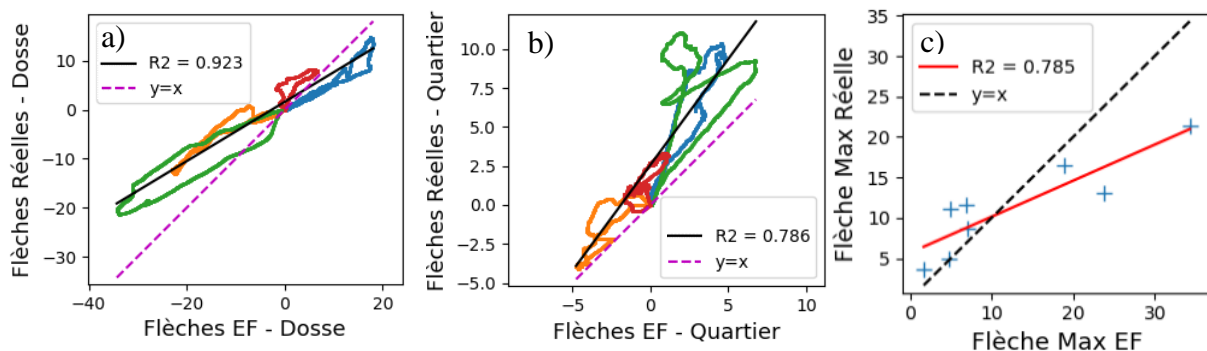 a)
R2 = 0.923
y=x
10
0
−10
−20
−30
−40
−20
0
20
Flèches Réelles - Dosse
Flèches EF - Dosse
b)
10.0
7.5
5.0
2.5
0.0
−2.5
−5.0
−5
0
5
10
R2 = 0.786
y=x
Flèches Réelles - Quartier
Flèches EF - Quartier
c)
R2 = 0.785
y=x
35
30
25
20
15
10
5
0
10
20
30
Flèche Max Réelle
Flèche Max EF